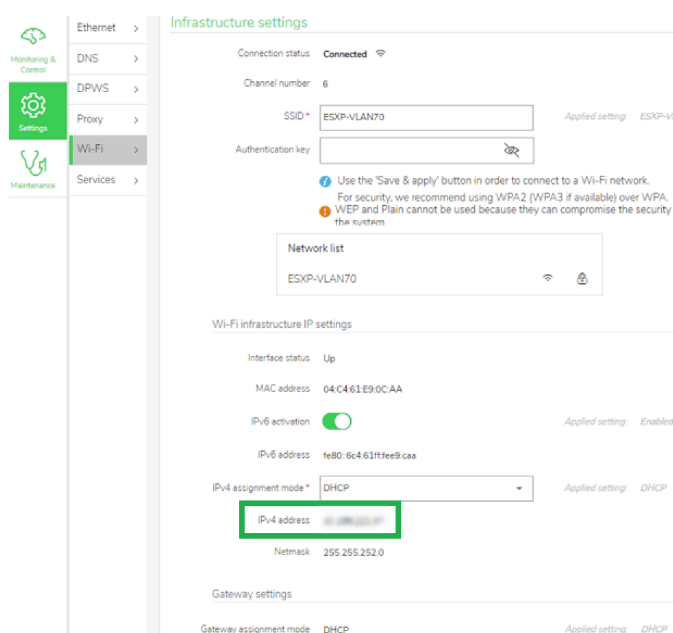 Infrastructure settings
Ethernet >
Monitoring & Control
DNS >
DPWS >
Settings
Proxy >
Wi-Fi >
Maintenance
Services >
Connection status Connected
Channel number 6
SSID * ESXP-VLAN70 Applied setting: ESXP-VL
Authentication key
Use the 'Save & apply' button in order to connect to a Wi-Fi network.
For security, we recommend using WPA2 (WPA3 if available) over WPA.
WEP and Plain cannot be used because they can compromise the security
the system
Network list
ESXP-VLAN70
Wi-Fi infrastructure IP settings
Interface status Up
MAC address 04:C4:61:E9:0C:AA
IPv6 activation Applied setting: Enabled
IPv6 address fe80::6c4:61ff:fee9:caa
IPv4 assignment mode * DHCP Applied setting: DHCP
IPv4 address
Netmask 255.255.252.0
Gateway settings
Gateway assignment mode DHCP Applied setting: DHCP